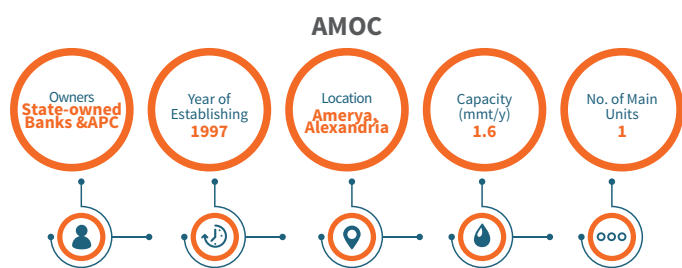 AMOC
Owners
State-owned
Banks &APC
Year of
Establishing
1997
Location
Amerya,
Alexandria
Capacity
(mmt/y)
1.6
No. of Main
Units
1